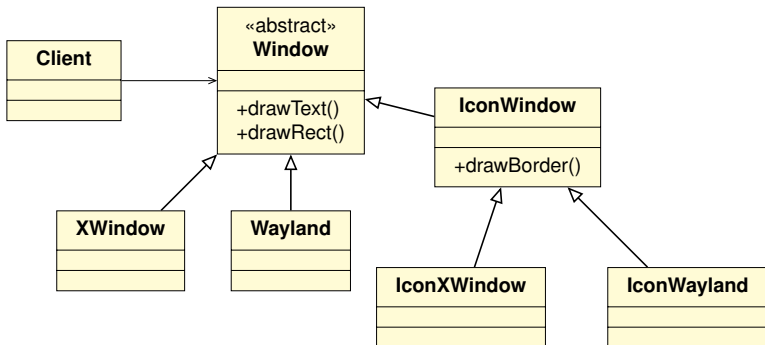 «abstract»
Window
Client
+drawText()
+drawRect()
IconWindow
+drawBorder()
XWindow
Wayland
IconXWindow
IconWayland